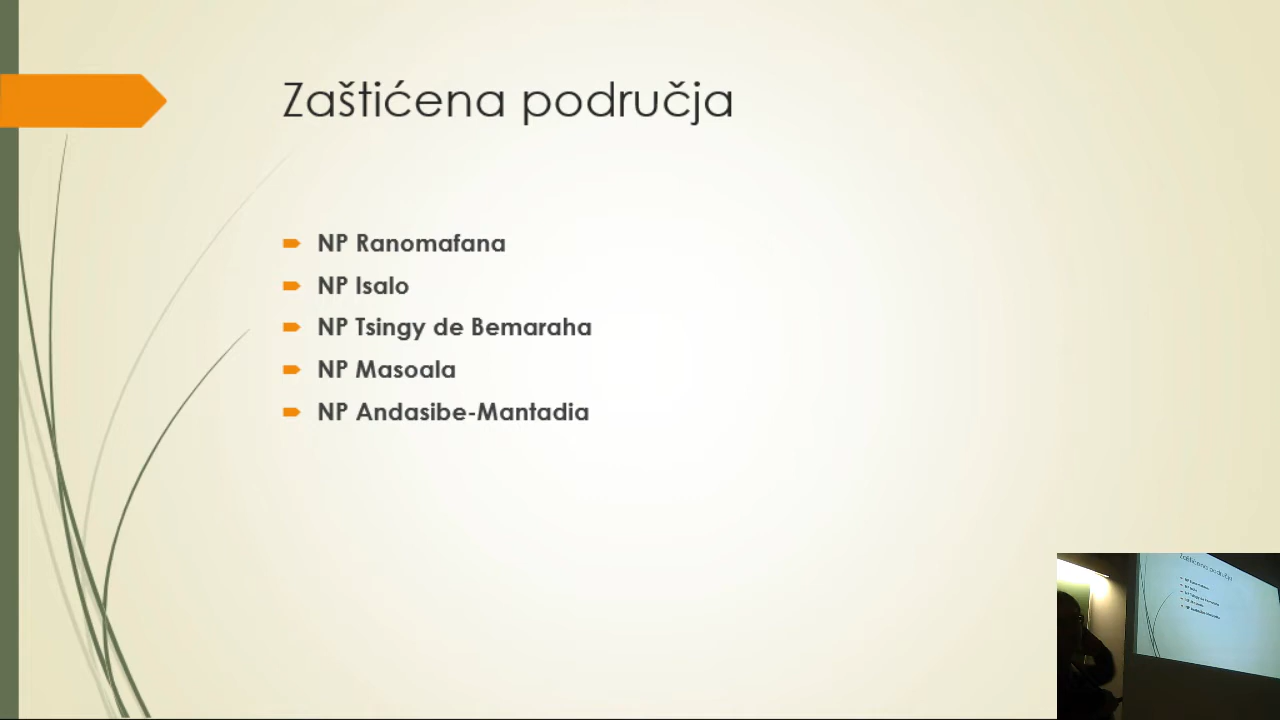 Zaštićena područja
NP Ranomafana
NP Isalo
NP Tsingy de Bemaraha
NP Masoala
NP Andasibe-Mantadia